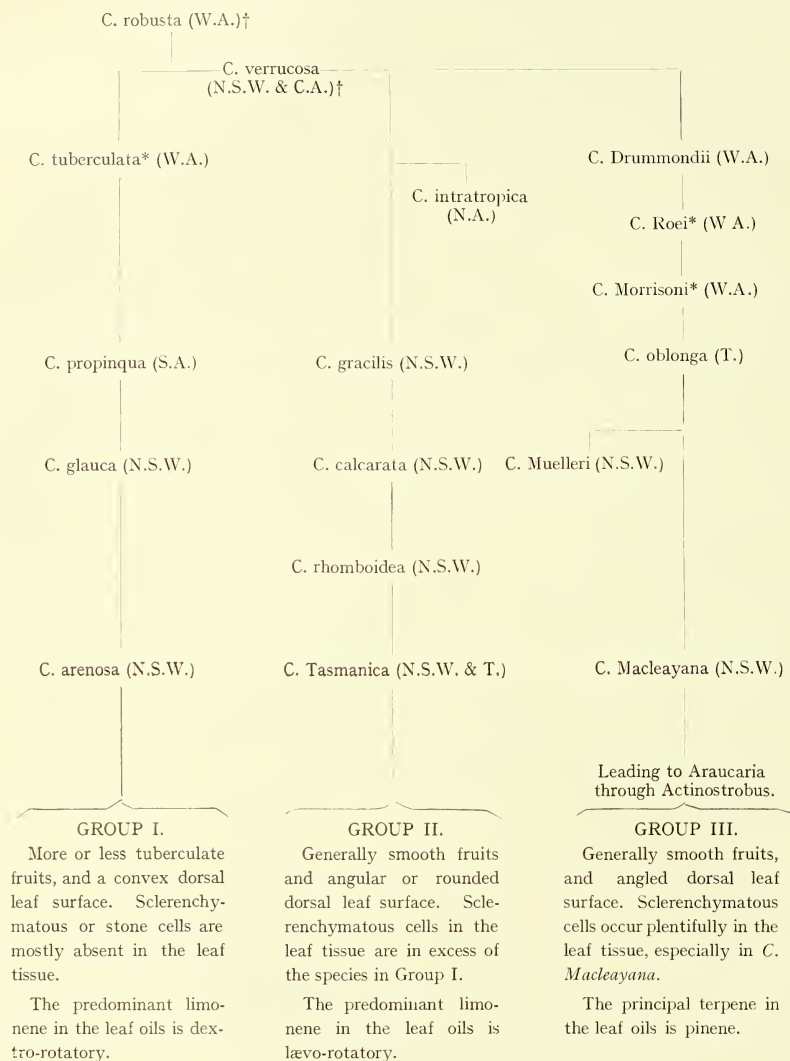 C. robusta (W.A.)†
C. verrucosa
(N.S.W. & C.A.)†
C. tuberculata* (W.A.)
C. Drummondii (W.A.)
C. intratropica
(N.A.)
C. Roei* (W A.)
C. Morrisoni* (W.A.)
C. propinqua (S.A.)
C. gracilis (N.S.W.)
C. oblonga (T.)
C. glauca (N.S.W.)
C. calcarata (N.S.W.)
C. Muelleri (N.S.W.)
C. rhomboidea (N.S.W.)
C. arenosa (N.S.W.)
C. Tasmanica (N.S.W. & T.)
C. Macleayana (N.S.W.)
Leading to Araucaria
through Actinostrobus.
GROUP I.
More or less tuberculate
fruits, and a convex dorsal
leaf surface. Sclerenchy-
matous or stone cells are
mostly absent in the leaf
tissue.
The predominant limo-
nene in the leaf oils is dex-
tro-rotatory.
GROUP II.
Generally smooth fruits
and angular or rounded
dorsal leaf surface. Scle-
renchymatous cells in the
leaf tissue are in excess of
the species in Group I.
The predominant limo-
nene in the leaf oils is
lævo-rotatory.
GROUP III.
Generally smooth fruits,
and angled dorsal leaf
surface. Sclerenchymatous
cells occur plentifully in the
leaf tissue, especially in C.
Macleayana.
The principal terpene in
the leaf oils is pinene.